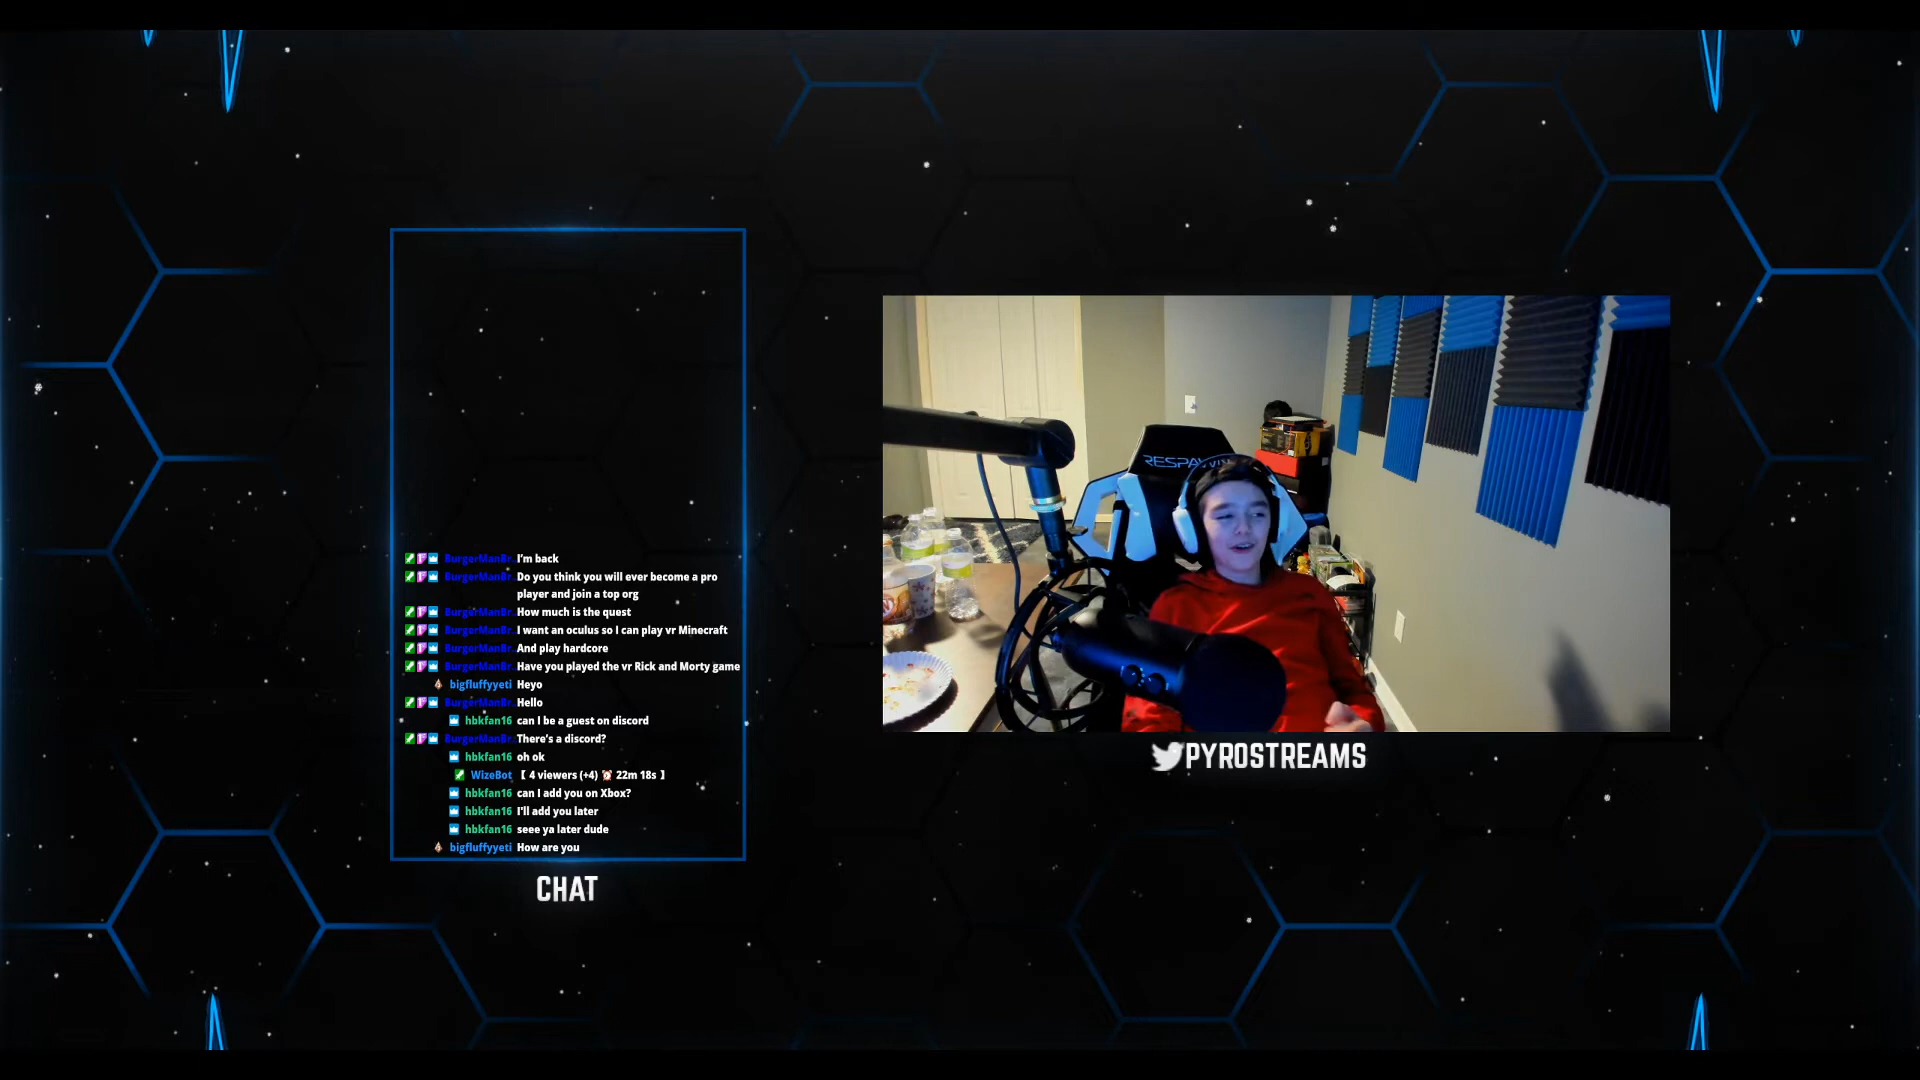 BurgerManBr.. I'm back
BurgerManBr.. Do you think you will ever become a pro
player and join a top org
BurgerManBr.. How much is the quest
BurgerManBr.. I want an oculus so I can play vr Minecraft
BurgerManBr.. And play hardcore
BurgerManBr.. Have you played the vr Rick and Morty game
bigfluffyyeti Heyo
BurgerManBr.. Hello
hbkfan16 can I be a guest on discord
BurgerManBr.. There's a discord?
hbkfan16 oh ok
WizeBot 【 4 viewers (+4) ⏰ 22m 18s 】
hbkfan16 can I add you on Xbox?
hbkfan16 I'll add you later
hbkfan16 seee ya later dude
bigfluffyyeti How are you
CHAT
RESPAWN
PYROSTREAMS